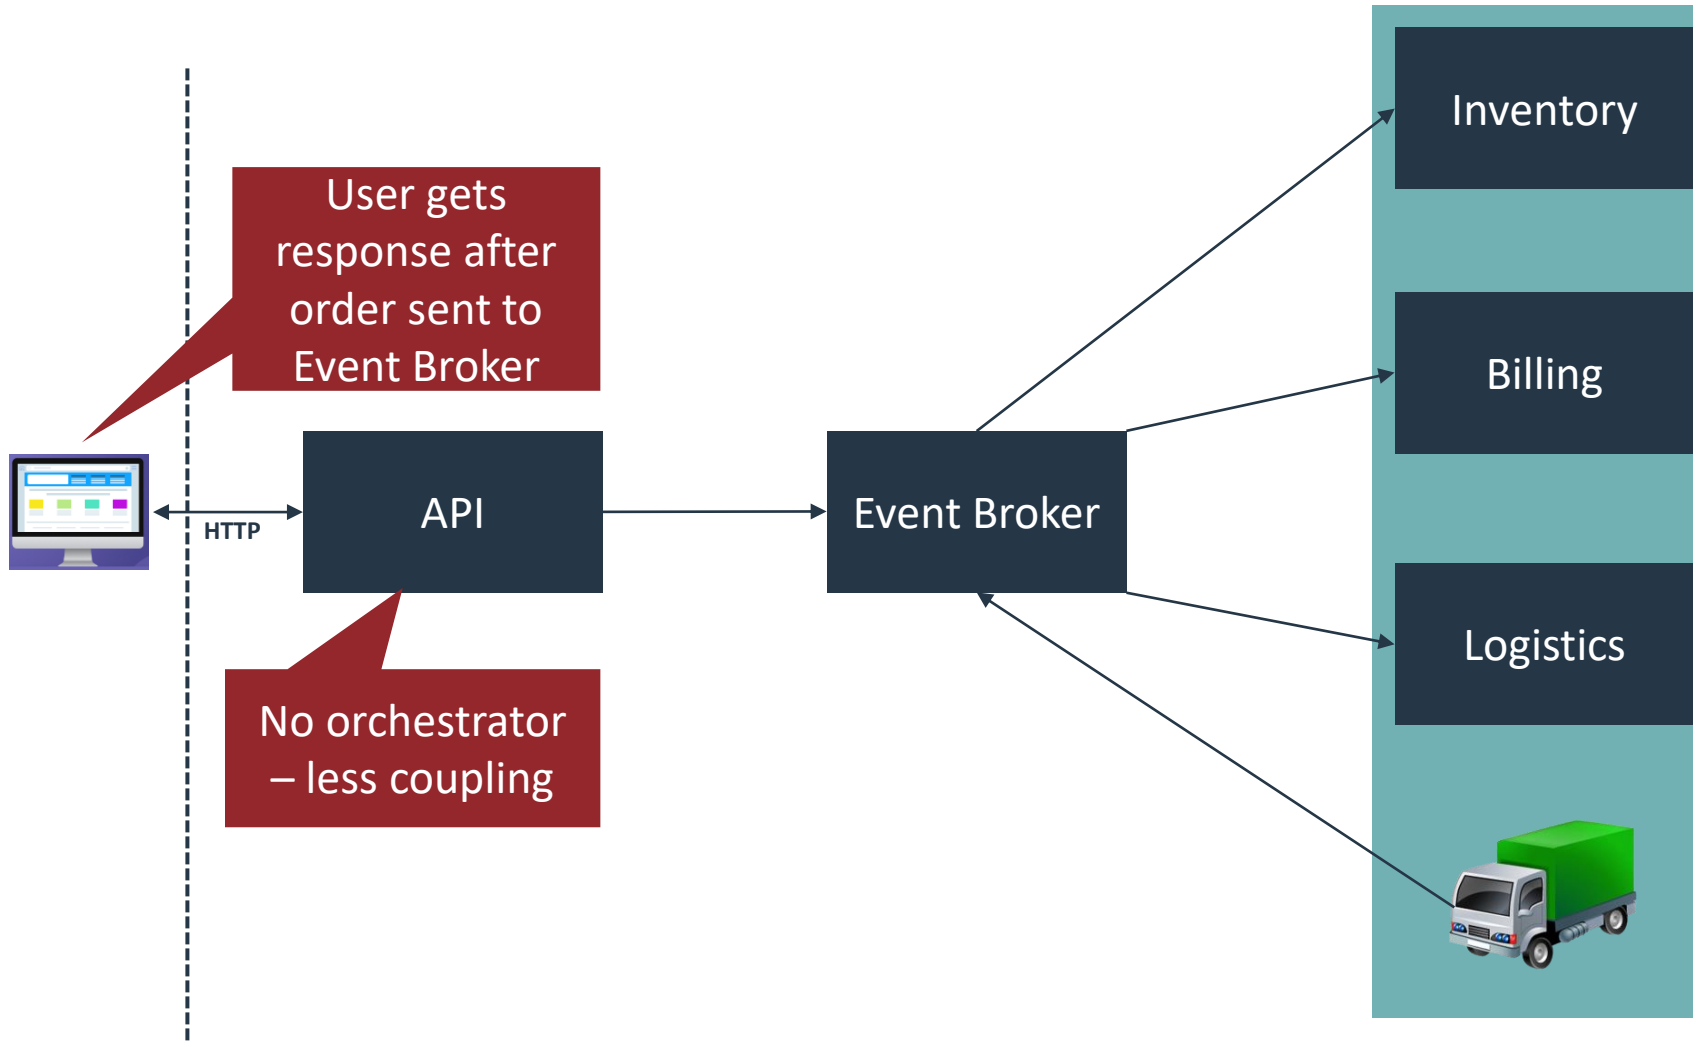 User gets
response after
order sent to
Event Broker
HTTP
API
Event Broker
Inventory
Billing
Logistics
No orchestrator
– less coupling